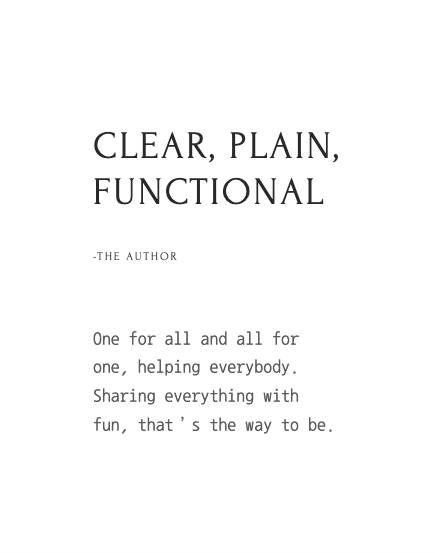 CLEAR, PLAIN,
FUNCTIONAL
-THE AUTHOR
One for all and all for
one, helping everybody.
Sharing everything with
fun, that’s the way to be.